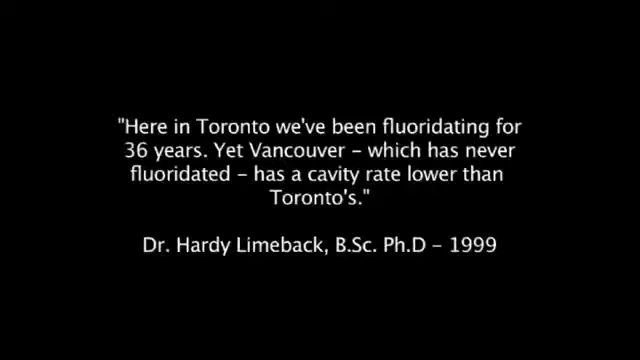 "Here in Toronto we've been fluoridating for
36 years. Yet Vancouver – which has never
fluoridated – has a cavity rate lower than
Toronto's."
Dr. Hardy Limeback, B.Sc. Ph.D – 1999